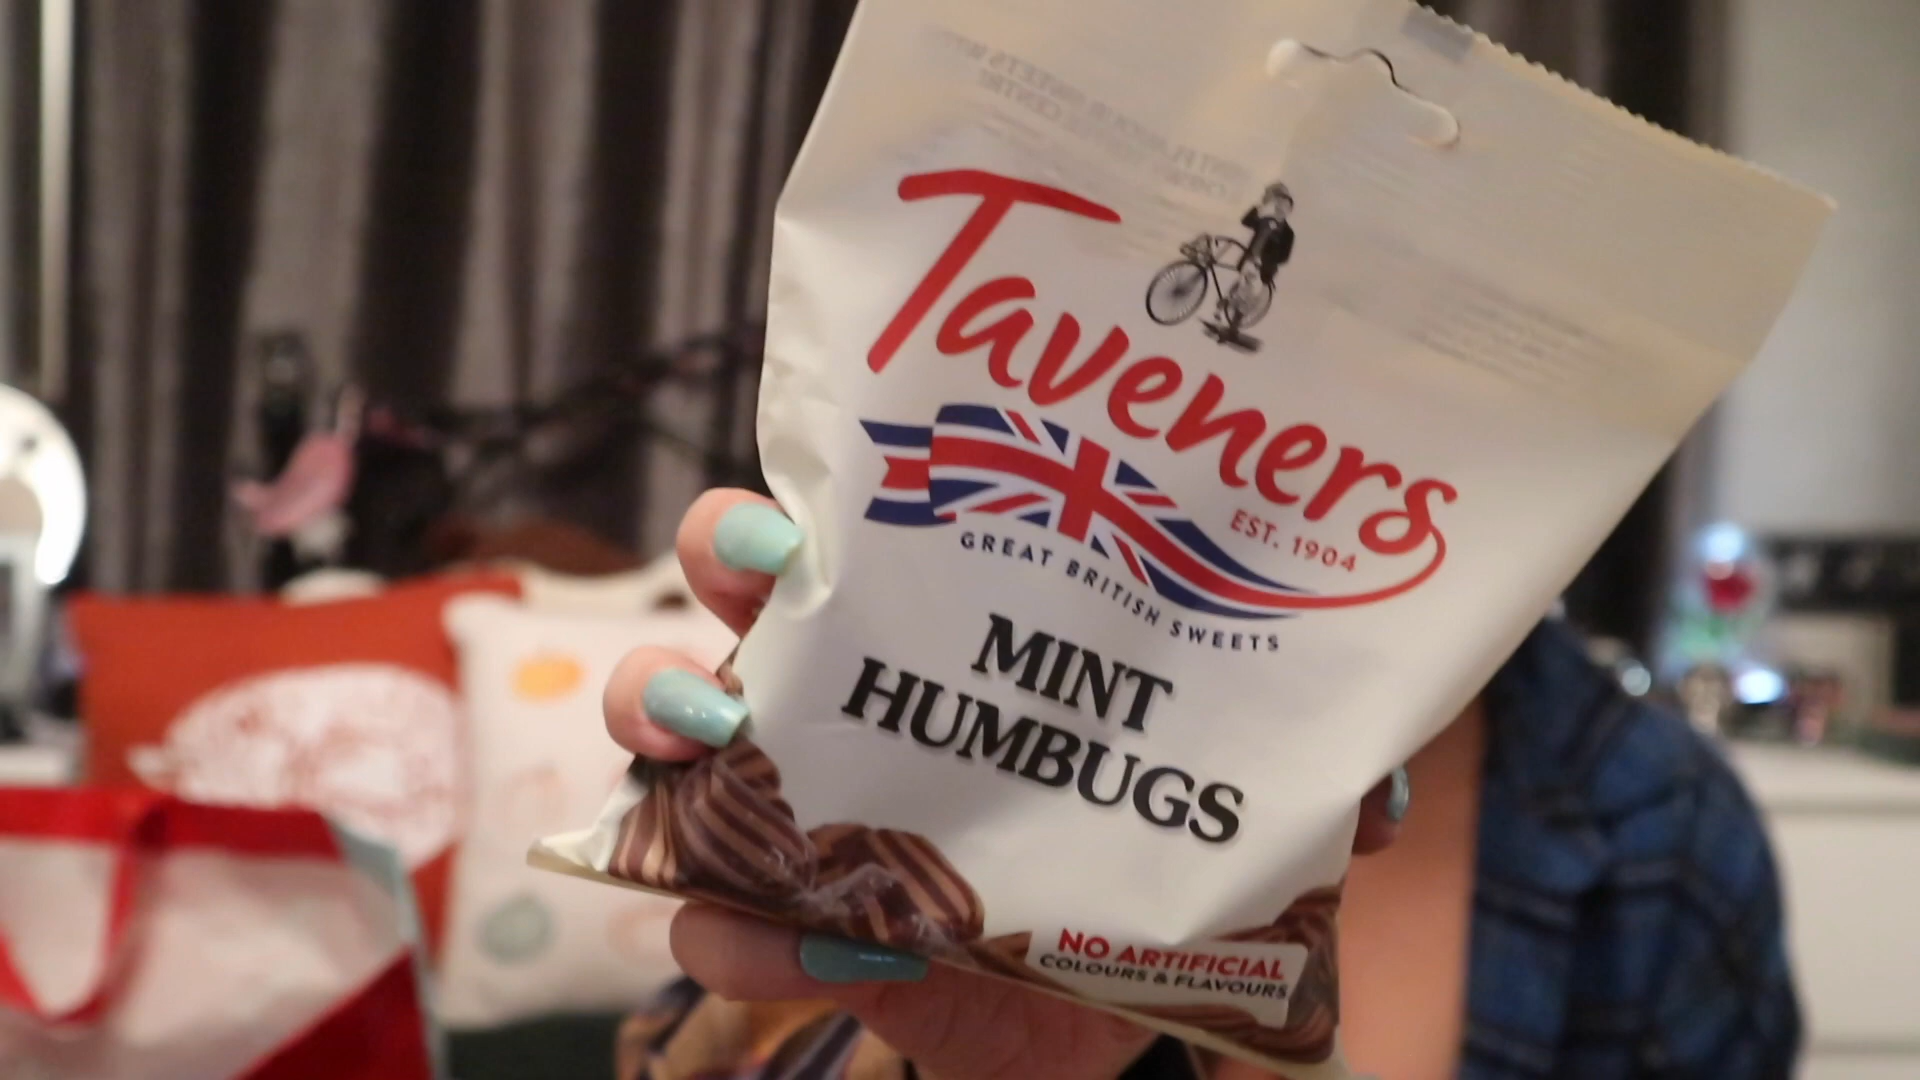 Taveners
EST. 1904
GREAT BRITISH SWEETS
MINT
HUMBUGS
NO ARTIFICIAL
COLOURS & FLAVOURS